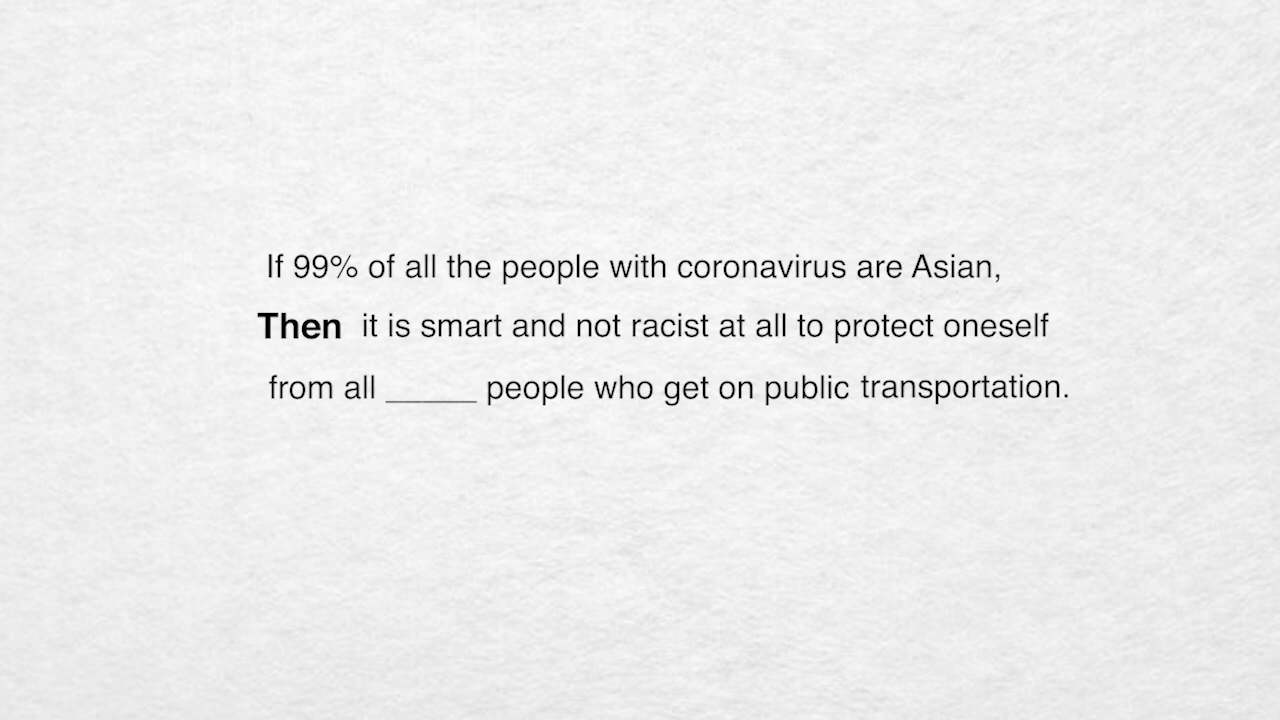 If 99% of all the people with coronavirus are Asian,
Then it is smart and not racist at all to protect oneself
from all _____ people who get on public transportation.